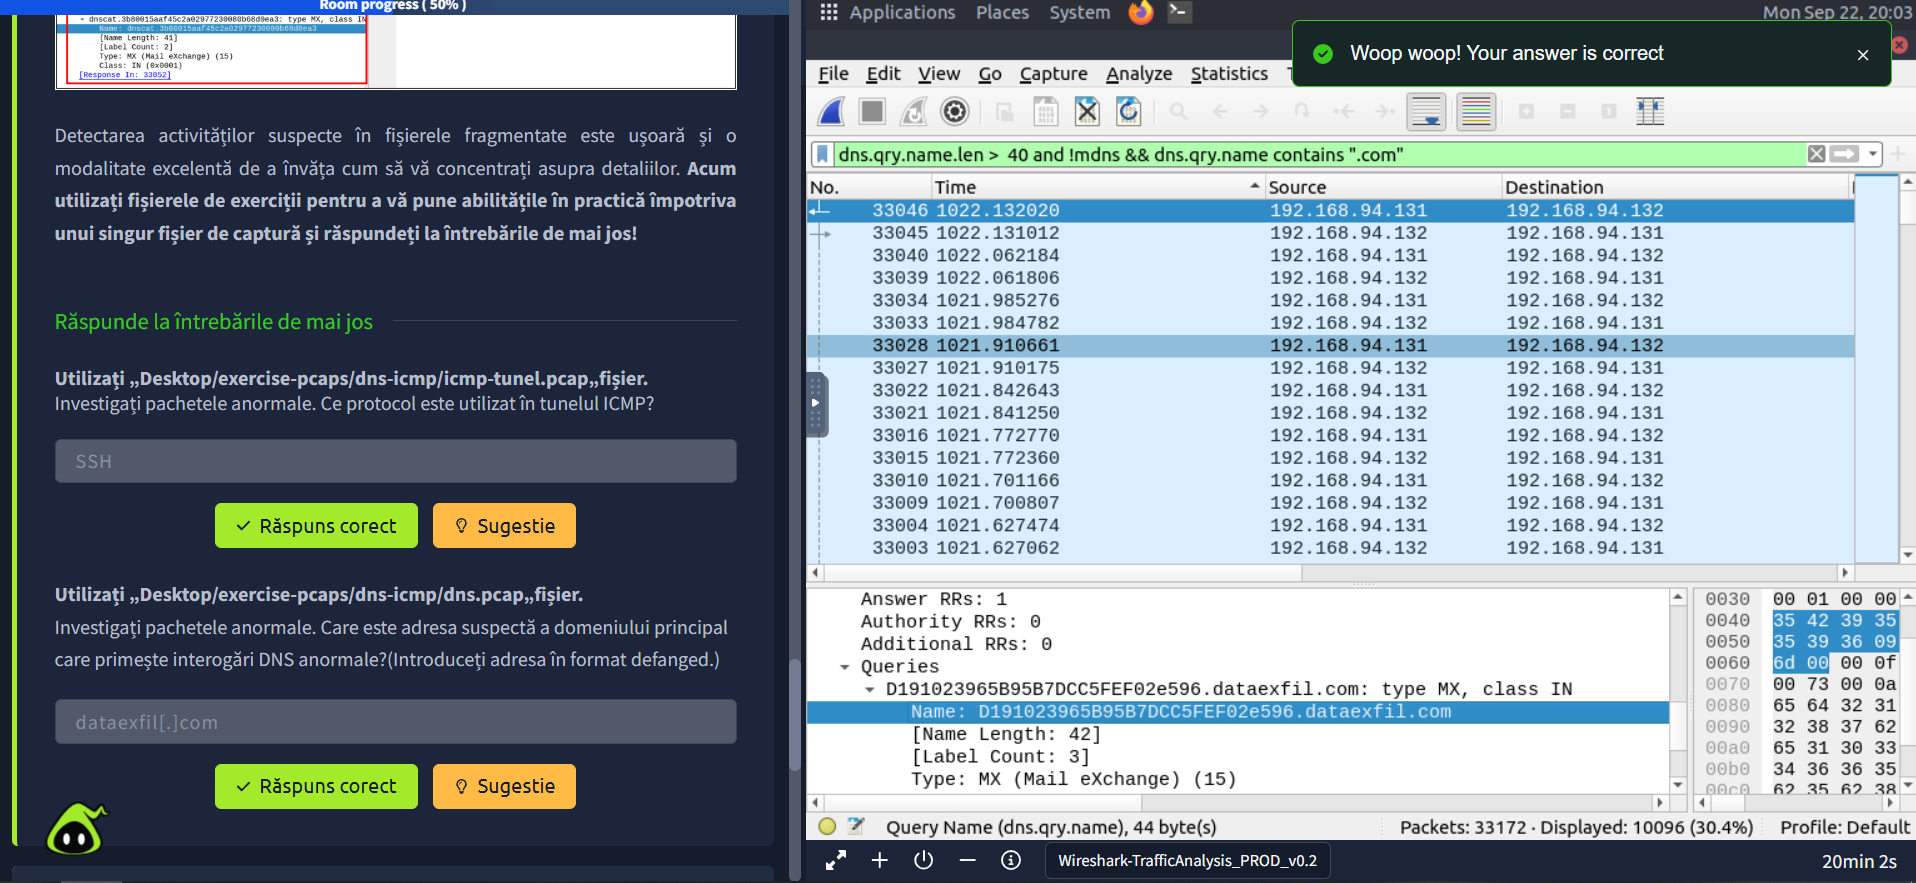 Room progress ( 50% )
dnscat.3b80015aaf45c2a02977230080b68d0ea3: type MX, class IN
Name: dnscat.3b80015aaf45c2a02977230080b68d0ea3
[Name Length: 41]
[Label Count: 2]
Type: MX (Mail eXchange) (15)
Class: IN (0x0001)
[Response In: 33052]
Detectarea activităților suspecte în fișierele fragmentate este ușoară și o
modalitate excelentă de a învăța cum să vă concentrați asupra detaliilor. Acum
utilizați fișierele de exerciții pentru a vă pune abilitățile în practică împotriva
unui singur fișier de captură și răspundeți la întrebările de mai jos!
Răspunde la întrebările de mai jos
Utilizați „Desktop/exercise-pcaps/dns-icmp/icmp-tunel.pcap„fișier.
Investigați pachetele anormale. Ce protocol este utilizat în tunelul ICMP?
SSH
Răspuns corect
Sugestie
Utilizați „Desktop/exercise-pcaps/dns-icmp/dns.pcap„fișier.
Investigați pachetele anormale. Care este adresa suspectă a domeniului principal
care primește interogări DNS anormale?(Introduceți adresa în format defanged.)
dataexfil[.]com
Răspuns corect
Sugestie
Applications Places System Mon Sep 22, 20:03
Woop woop! Your answer is correct
File Edit View Go Capture Analyze Statistics
dns.qry.name.len > 40 and !mdns && dns.qry.name contains ".com"
No. Time Source Destination
33046 1022.132020 192.168.94.131 192.168.94.132
33045 1022.131012 192.168.94.132 192.168.94.131
33040 1022.062184 192.168.94.131 192.168.94.132
33039 1022.061806 192.168.94.132 192.168.94.131
33034 1021.985276 192.168.94.131 192.168.94.132
33033 1021.984782 192.168.94.132 192.168.94.131
33028 1021.910661 192.168.94.131 192.168.94.132
33027 1021.910175 192.168.94.132 192.168.94.131
33022 1021.842643 192.168.94.131 192.168.94.132
33021 1021.841250 192.168.94.132 192.168.94.131
33016 1021.772770 192.168.94.131 192.168.94.132
33015 1021.772360 192.168.94.132 192.168.94.131
33010 1021.701166 192.168.94.131 192.168.94.132
33009 1021.700807 192.168.94.132 192.168.94.131
33004 1021.627474 192.168.94.131 192.168.94.132
33003 1021.627062 192.168.94.132 192.168.94.131
Answer RRs: 1
Authority RRs: 0
Additional RRs: 0
Queries
D191023965B95B7DCC5FEF02e596.dataexfil.com: type MX, class IN
Name: D191023965B95B7DCC5FEF02e596.dataexfil.com
[Name Length: 42]
[Label Count: 3]
Type: MX (Mail eXchange) (15)
0030 00 01 00 00
0040 35 42 39 35
0050 35 39 36 09
0060 6d 00 00 0f
0070 00 73 00 0a
0080 65 64 32 31
0090 32 38 37 62
00a0 65 31 30 33
00b0 34 36 36 35
00c0 62 35 62 38
Query Name (dns.qry.name), 44 byte(s)
Packets: 33172 · Displayed: 10096 (30.4%)
Profile: Default
Wireshark-TrafficAnalysis_PROD_v0.2
20min 2s